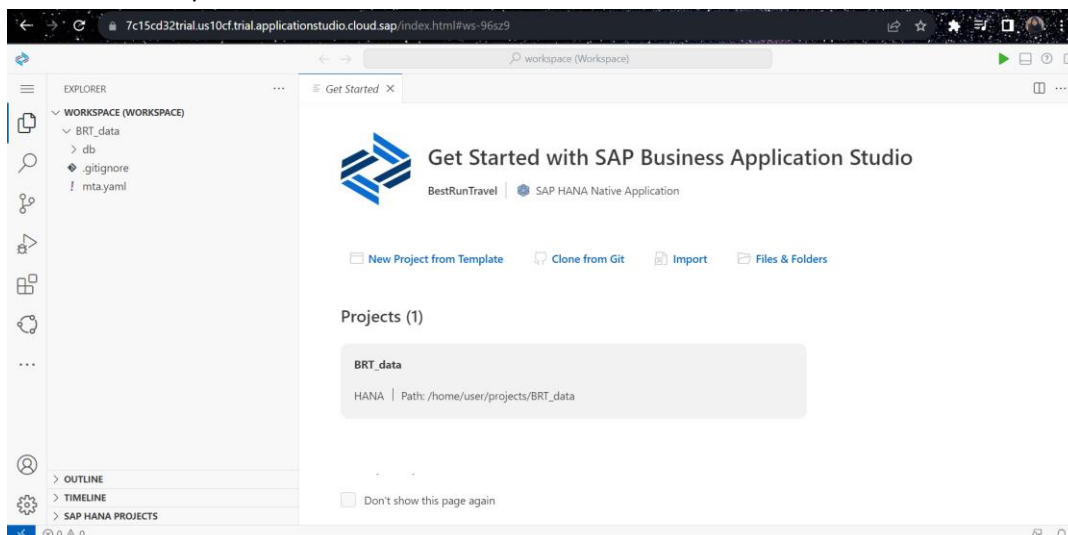 7c15cd32trial.us10cf.trial.applicationstudio.cloud.sap/index.html#ws-96sz9
workspace (Workspace)
EXPLORER
Get Started
WORKSPACE (WORKSPACE)
BRT_data
db
.gitignore
! mta.yaml
Get Started with SAP Business Application Studio
BestRunTravel | SAP HANA Native Application
New Project from Template Clone from Git Import Files & Folders
Projects (1)
BRT_data
HANA | Path: /home/user/projects/BRT_data
OUTLINE
TIMELINE
SAP HANA PROJECTS
Don't show this page again
0 0